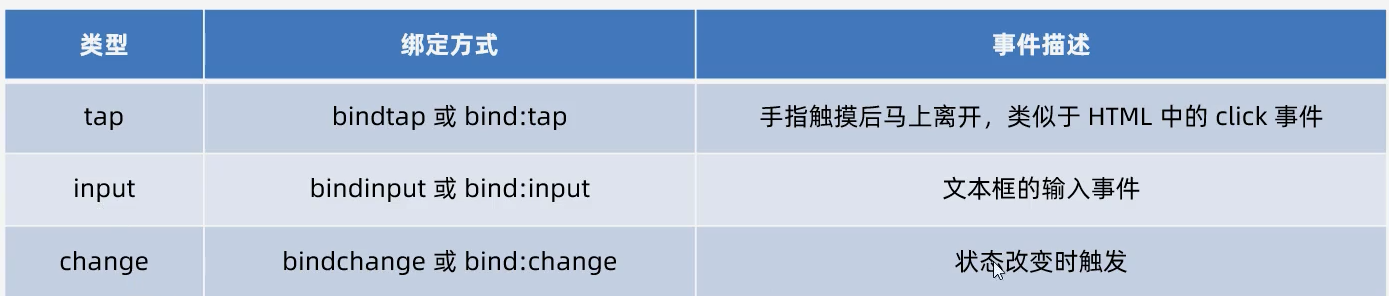 类型 绑定方式 事件描述
tap bindtap 或 bind:tap 手指触摸后马上离开，类似于 HTML 中的 click 事件
input bindinput 或 bind:input 文本框的输入事件
change bindchange 或 bind:change 状态改变时触发